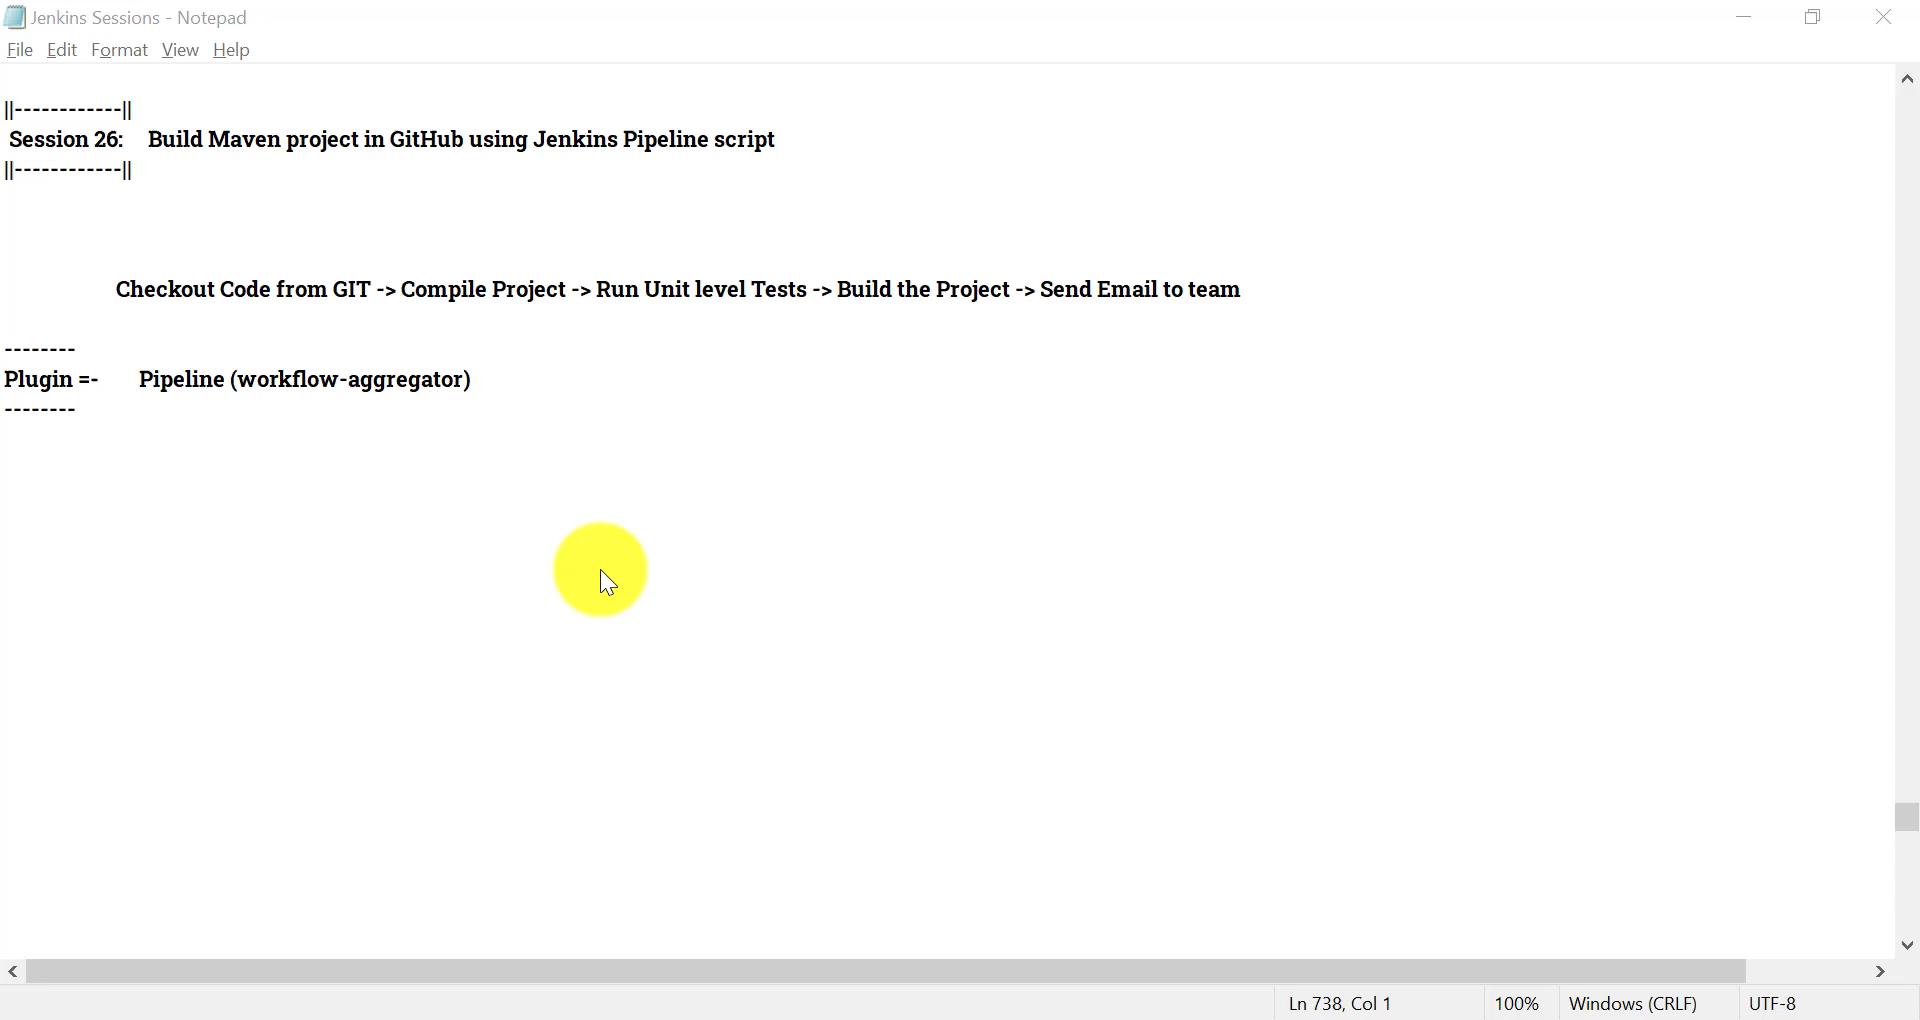 Jenkins Sessions - Notepad
File Edit Format View Help
||------------||
Session 26: Build Maven project in GitHub using Jenkins Pipeline script
||------------||
Checkout Code from GIT -> Compile Project -> Run Unit level Tests -> Build the Project -> Send Email to team
--------
Plugin =- Pipeline (workflow-aggregator)
--------
Ln 738, Col 1 100% Windows (CRLF) UTF-8